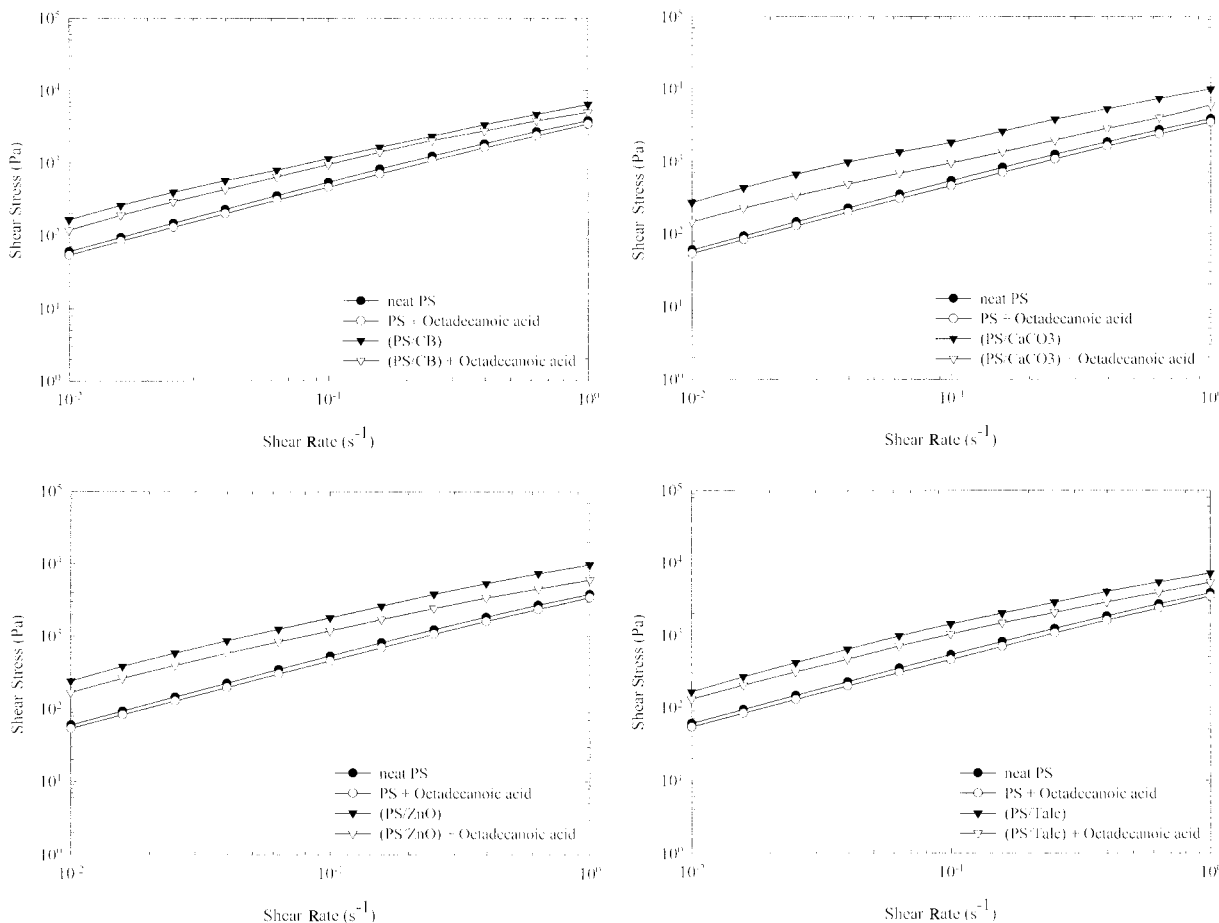 10⁵
10⁴
10³
10²
10¹
10⁰
Shear Stress (Pa)
neat PS
PS + Octadecanoic acid
(PS/CB)
(PS/CB) + Octadecanoic acid
10⁻²
10⁻¹
10⁰
Shear Rate (s⁻¹)
10⁵
10⁴
10³
10²
10¹
10⁰
Shear Stress (Pa)
neat PS
PS − Octadecanoic acid
(PS/CaCO3)
(PS/CaCO3) − Octadecanoic acid
10⁻²
10⁻¹
10⁰
Shear Rate (s⁻¹)
10⁵
10⁴
10³
10²
10¹
10⁰
Shear Stress (Pa)
neat PS
PS + Octadecanoic acid
(PS/ZnO)
(PS/ZnO) − Octadecanoic acid
10⁻²
10⁻¹
10⁰
Shear Rate (s⁻¹)
10⁵
10⁴
10³
10²
10¹
10⁰
Shear Stress (Pa)
neat PS
PS + Octadecanoic acid
(PS/Talc)
(PS/Talc) + Octadecanoic acid
10⁻²
10⁻¹
10⁰
Shear Rate (s⁻¹)